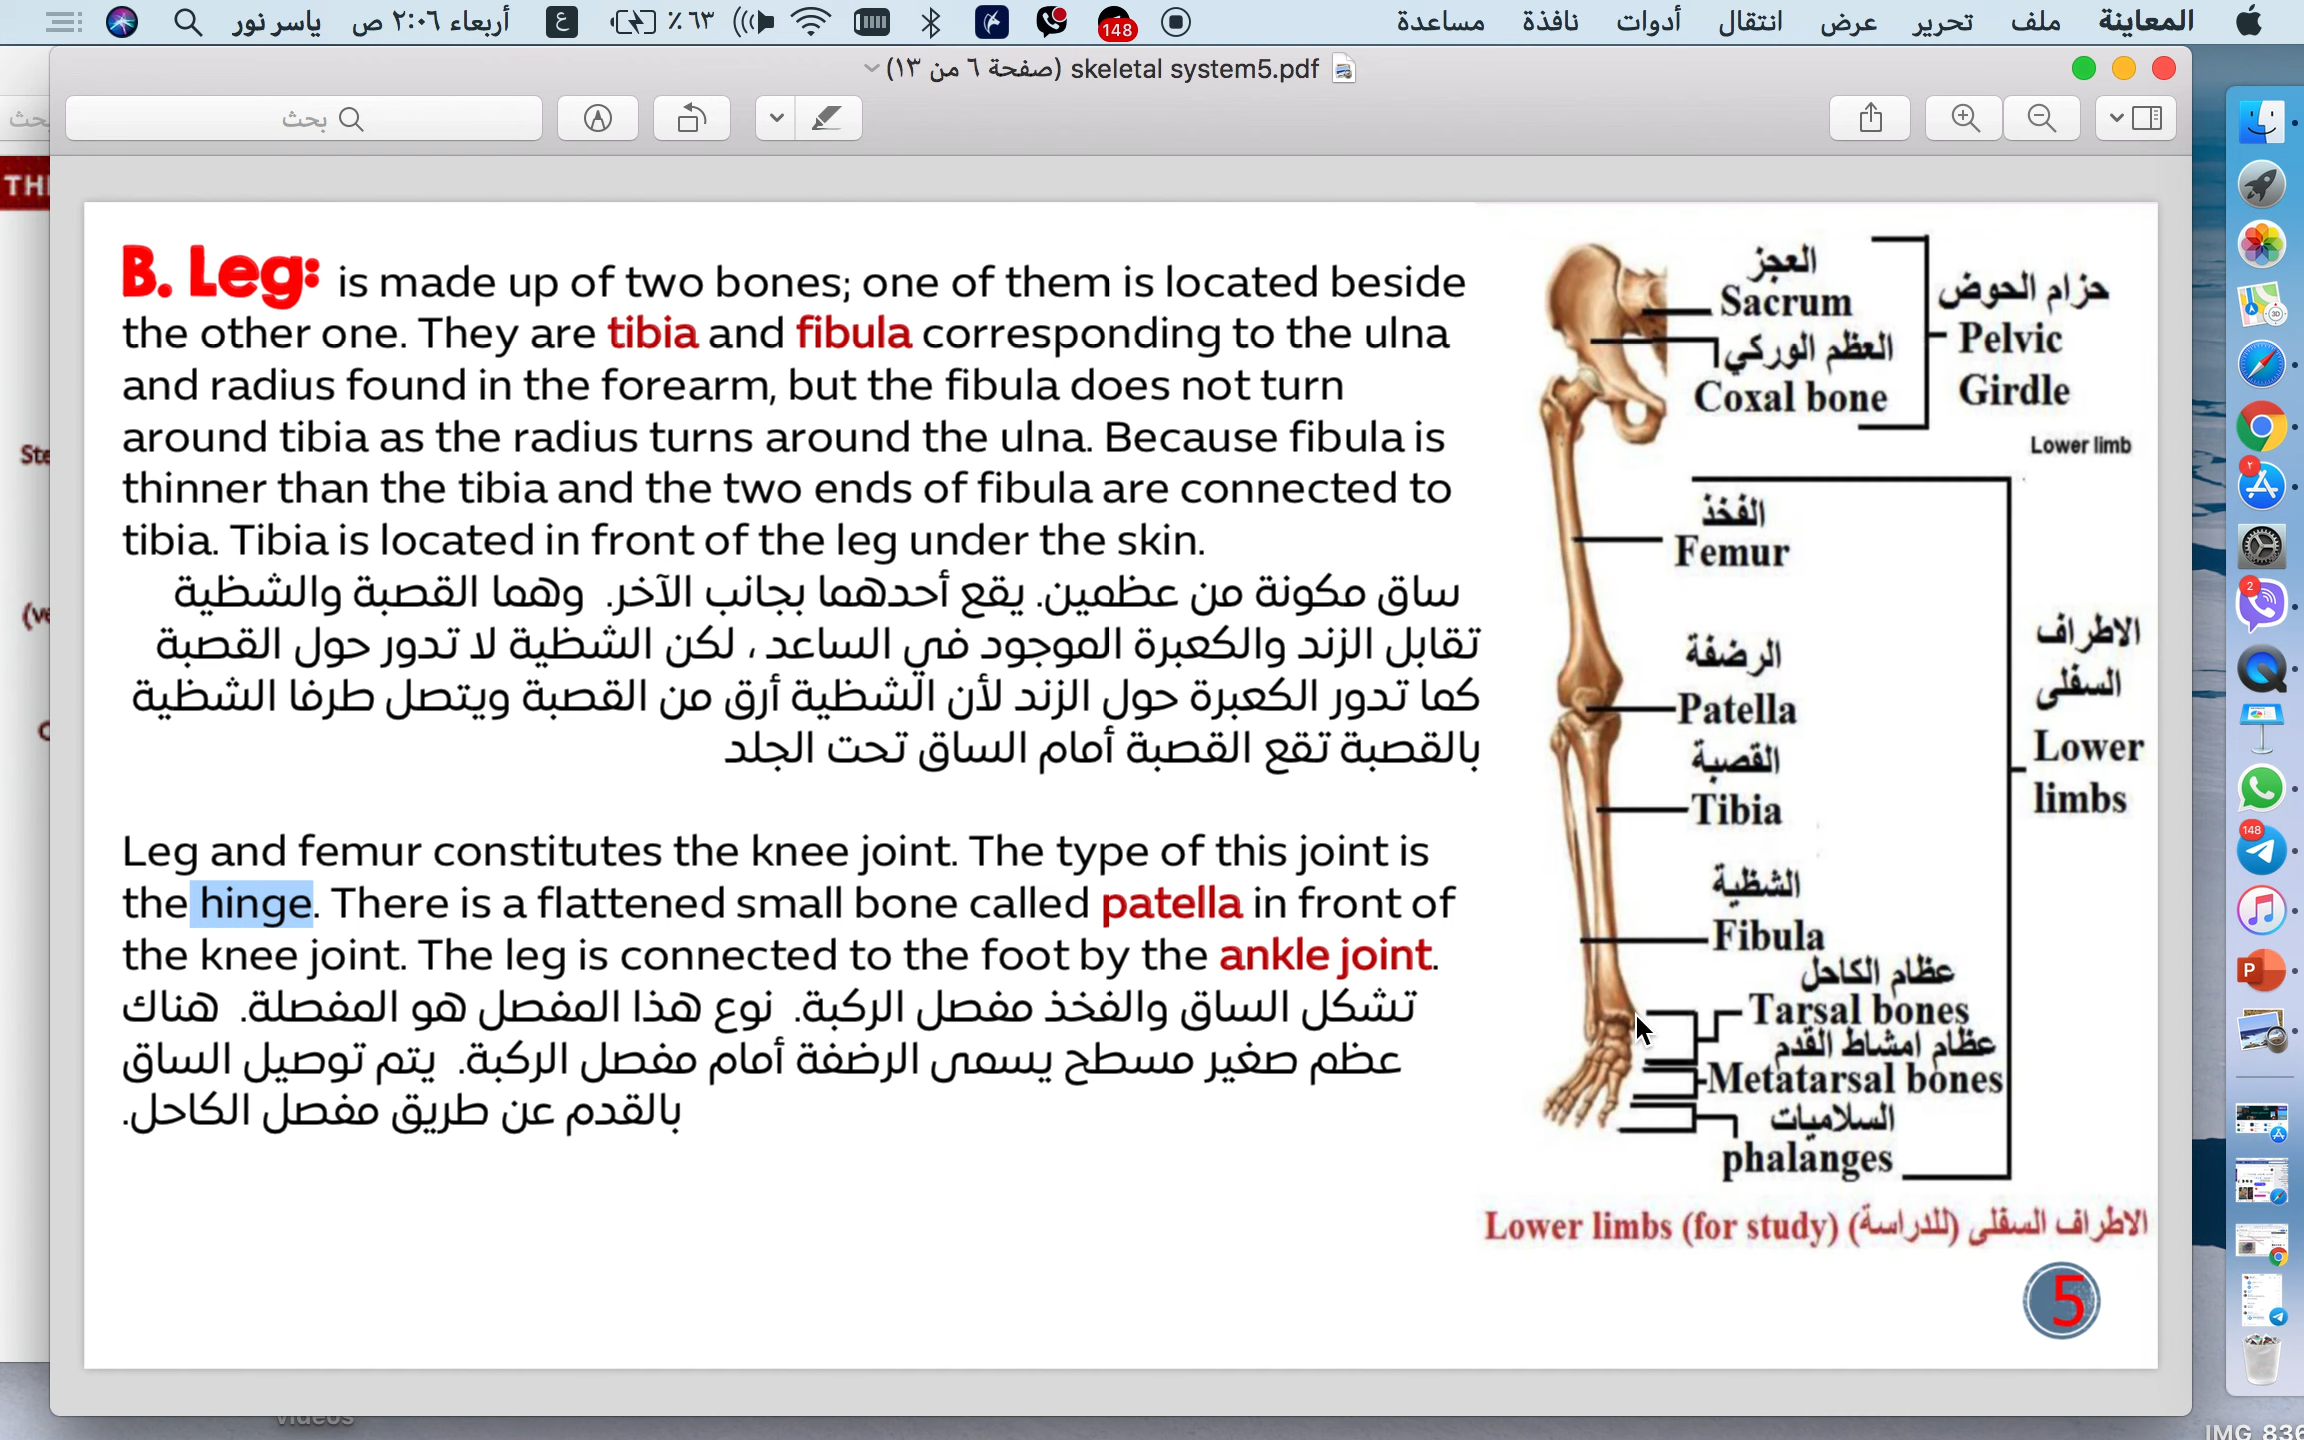 المعاينة ملف تحرير عرض انتقال أدوات نافذة مساعدة
148
٦٣ ٪
ع
أربعاء ٢:٠٦ ص ياسر نور
skeletal system5.pdf (صفحة ٦ من ١٣)
بحث
B. Leg: is made up of two bones; one of them is located beside
the other one. They are tibia and fibula corresponding to the ulna
and radius found in the forearm, but the fibula does not turn
around tibia as the radius turns around the ulna. Because fibula is
thinner than the tibia and the two ends of fibula are connected to
tibia. Tibia is located in front of the leg under the skin.
ساق مكونة من عظمين. يقع أحدهما بجانب الآخر. وهما القصبة والشظية
تقابل الزند والكعبرة الموجود في الساعد ، لكن الشظية لا تدور حول القصبة
كما تدور الكعبرة حول الزند لأن الشظية أرق من القصبة ويتصل طرفا الشظية
بالقصبة تقع القصبة أمام الساق تحت الجلد
Leg and femur constitutes the knee joint. The type of this joint is
the hinge. There is a flattened small bone called patella in front of
the knee joint. The leg is connected to the foot by the ankle joint.
تشكل الساق والفخذ مفصل الركبة. نوع هذا المفصل هو المفصلة. هناك
عظم صغير مسطح يسمى الرضفة أمام مفصل الركبة. يتم توصيل الساق
بالقدم عن طريق مفصل الكاحل.
العجز
Sacrum
العظم الوركي
Coxal bone
حزام الحوض
Pelvic
Girdle
Lower limb
الفخذ
Femur
الرضفة
Patella
القصبة
Tibia
الشظية
Fibula
عظام الكاحل
Tarsal bones
عظام امشاط القدم
Metatarsal bones
السلاميات
phalanges
الاطراف
السفلى
Lower
limbs
Lower limbs (for study) الاطراف السفلى (للدراسة)
5
videos
2
148